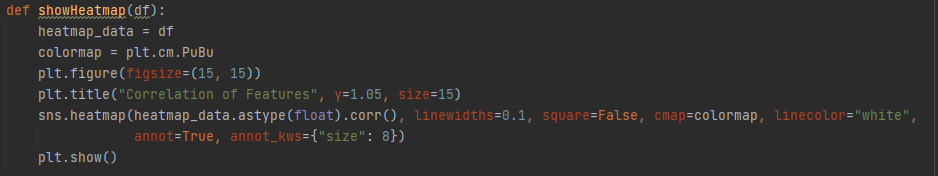 def showHeatmap(df):
    heatmap_data = df
    colormap = plt.cm.PuBu
    plt.figure(figsize=(15, 15))
    plt.title("Correlation of Features", y=1.05, size=15)
    sns.heatmap(heatmap_data.astype(float).corr(), linewidths=0.1, square=False, cmap=colormap, linecolor="white",
                annot=True, annot_kws={"size": 8})
    plt.show()